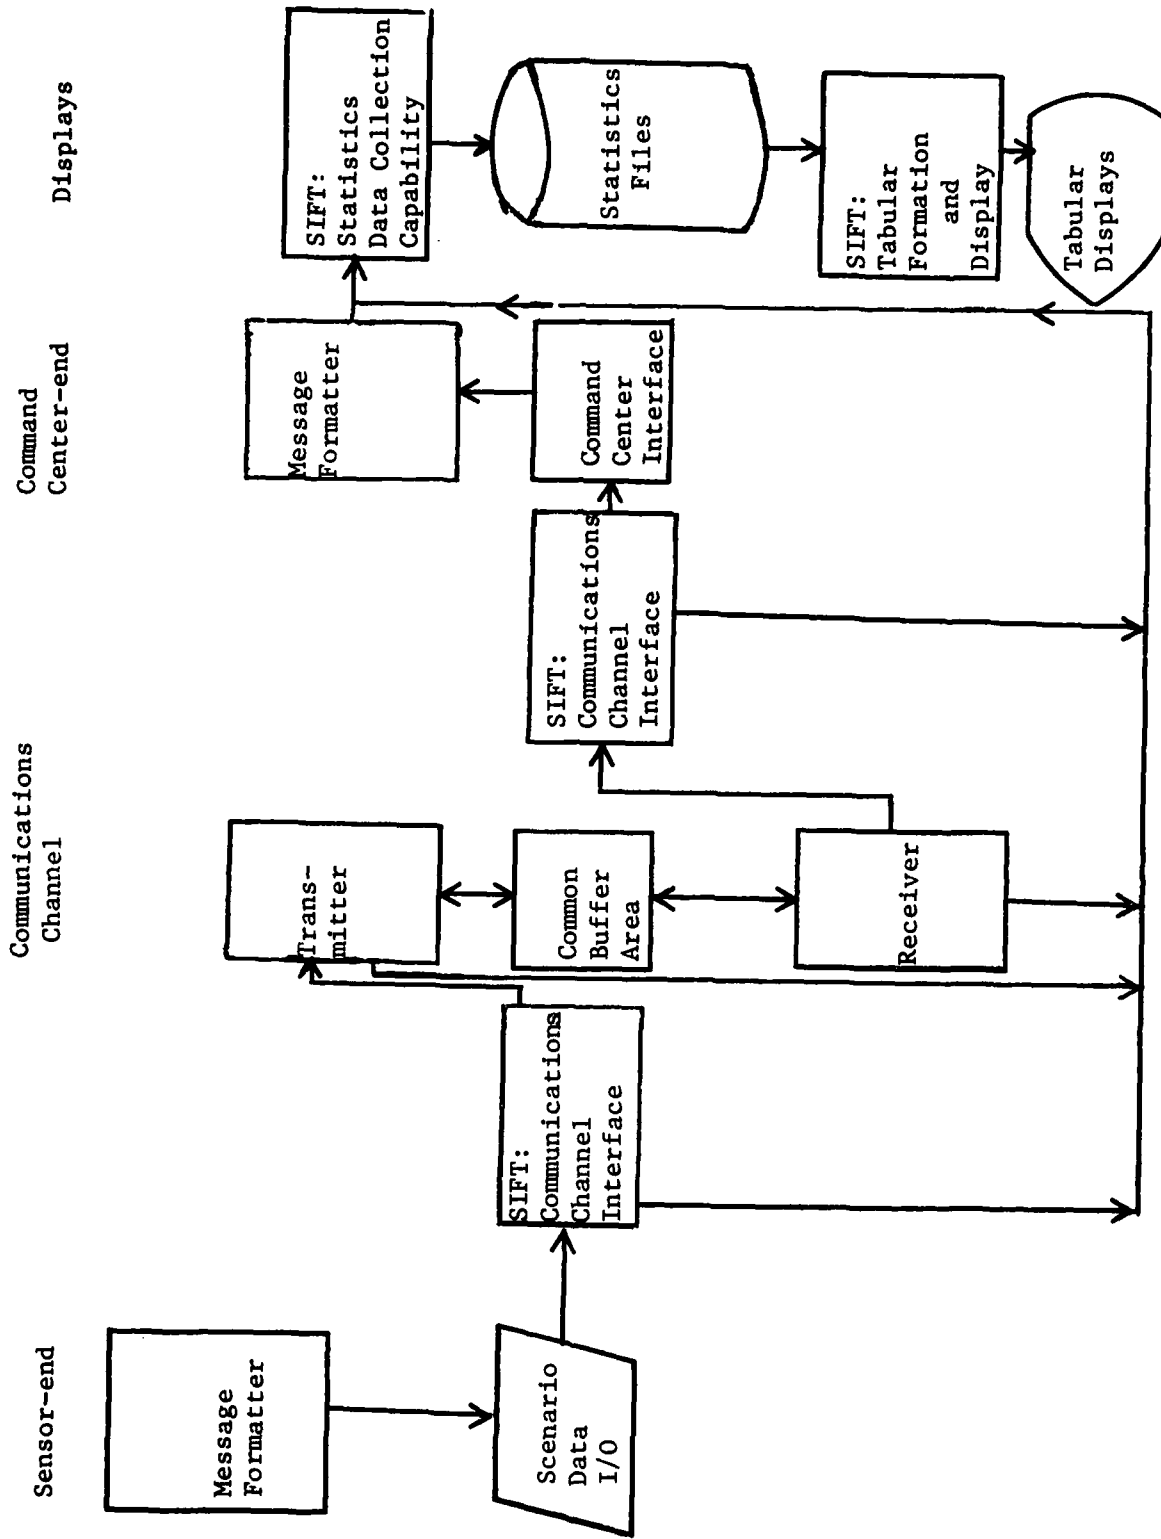 Sensor-end
Communications
Channel
Command
Center-end
Displays
Message
Formatter
Scenario
Data
I/O
SIFT:
Communications
Channel
Interface
Trans-
mitter
Common
Buffer
Area
Receiver
SIFT:
Communications
Channel
Interface
Message
Formatter
Command
Center
Interface
SIFT:
Statistics
Data Collection
Capability
Statistics
Files
SIFT:
Tabular
Formation
and
Display
Tabular
Displays